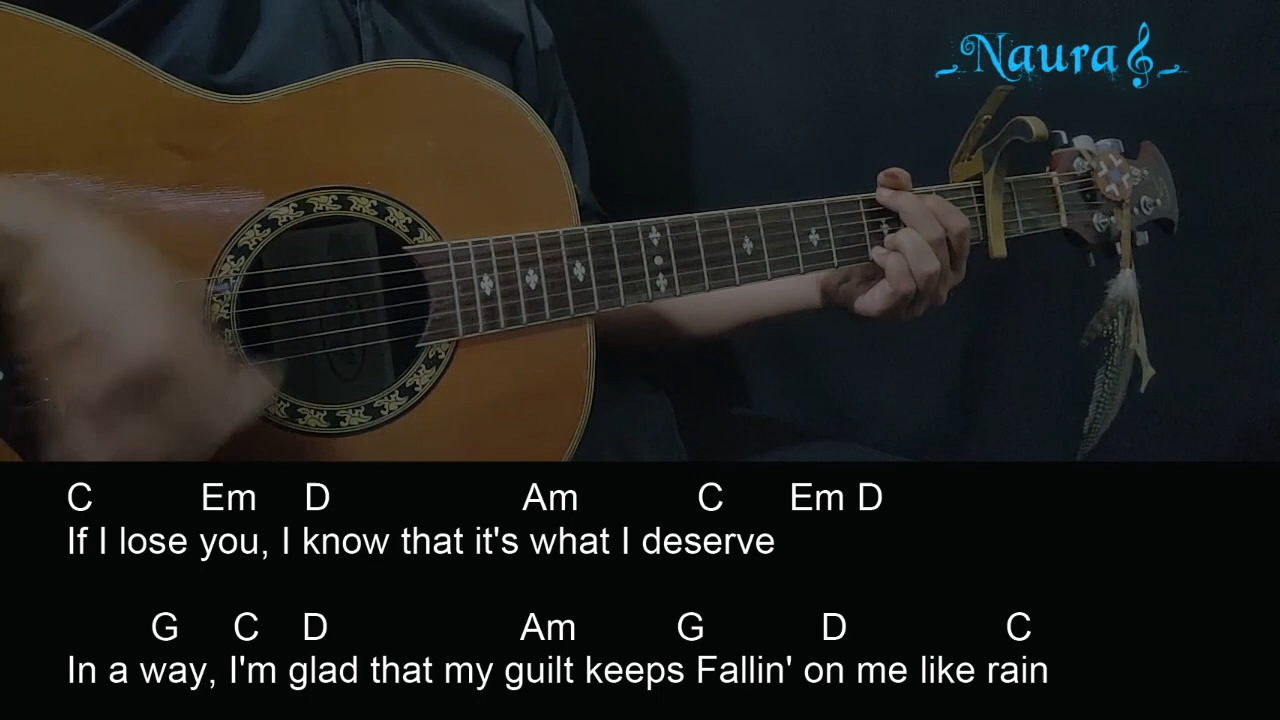 Naura
C Em D Am C Em D
If I lose you, I know that it's what I deserve
G C D Am G D C
In a way, I'm glad that my guilt keeps Fallin' on me like rain